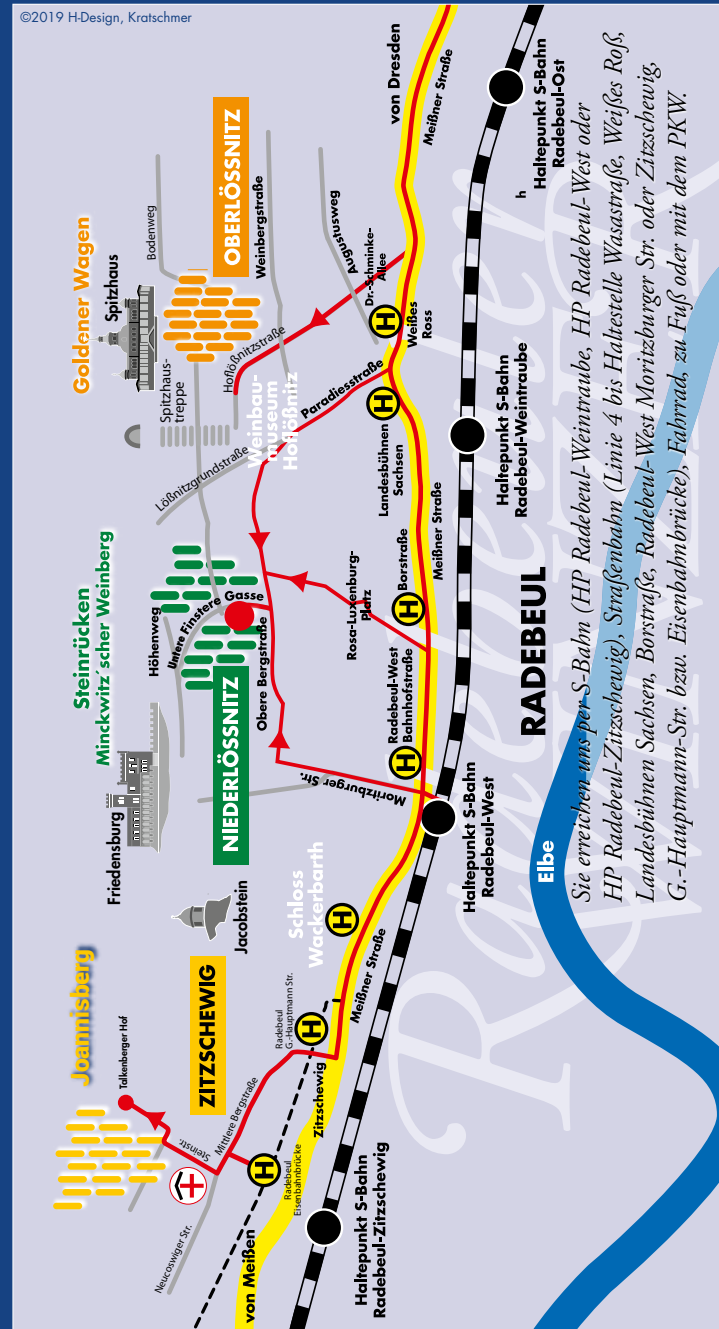 ©2019 H-Design, Kratschmer
Joannisberg
Talkenberger Hof
ZITZSCHEWIG
Steinstr.
Mittlere Bergstraße
Neucoswiger Str.
H
Radebeul
Eisenbahnbrücke
H
Radebeul
G.-Hauptmann Str.
Zitzschewig
von Meißen
Haltepunkt S-Bahn
Radebeul-Zitzschewig
Meißner Straße
Schloss
Wackerbarth
H
Jacobstein
Friedensburg
Steinrücken
Minckwitz´scher Weinberg
NIEDERLÖSSNITZ
Höhenweg
Untere Finstere Gasse
Obere Bergstraße
Moritzburger Str.
H
Radebeul-West
Bahnhofstraße
Haltepunkt S-Bahn
Radebeul-West
Rosa-Luxenburg-
Platz
H
Borstraße
Meißner Straße
Goldener Wagen
Spitzhaus
Spitzhaus-
treppe
Bodenweg
OBERLÖSSNITZ
Weinbergstraße
Hoflößnitzstraße
Lößnitzgrundstraße
Weinbau-
museum
Hoflößnitz
Paradiesstraße
Augustusweg
Landesbühnen
Sachsen
H
H
Dr.-Schminke-
Allee
Weißes
Ross
von Dresden
Meißner Straße
Haltepunkt S-Bahn
Radebeul-Weintraube
Haltepunkt S-Bahn
Radebeul-Ost
h
RADEBEUL
Elbe
Radebeuler
Sie erreichen uns per S-Bahn (HP Radebeul-Weintraube, HP Radebeul-West oder
HP Radebeul-Zitzschewig), Straßenbahn (Linie 4 bis Haltestelle Wasastraße, Weißes Roß,
Landesbühnen Sachsen, Borstraße, Radebeul-West Moritzburger Str. oder Zitzschewig,
G.-Hauptmann-Str. bzw. Eisenbahnbrücke), Fahrrad, zu Fuß oder mit dem PKW.